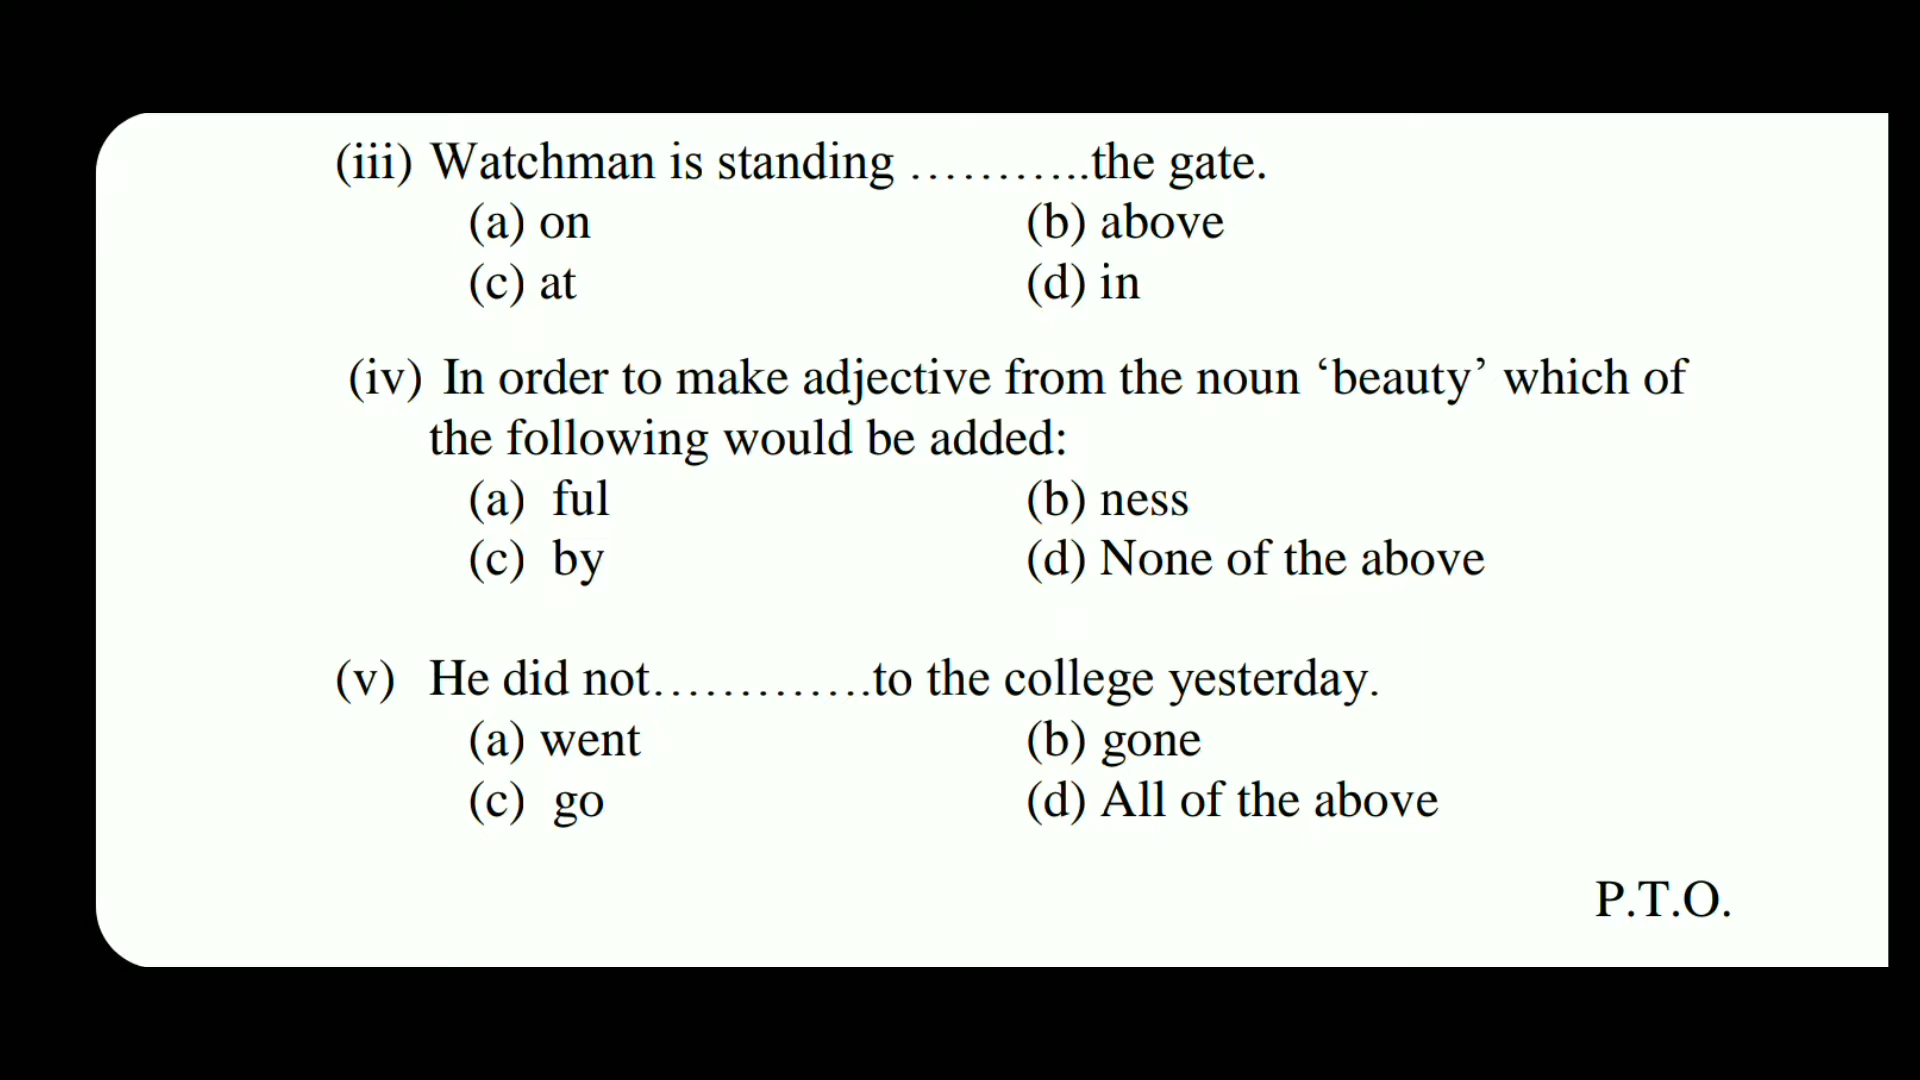 (iii) Watchman is standing ………..the gate.
(a) on (b) above
(c) at (d) in
(iv) In order to make adjective from the noun ‘beauty’ which of
the following would be added:
(a) ful (b) ness
(c) by (d) None of the above
(v) He did not………….to the college yesterday.
(a) went (b) gone
(c) go (d) All of the above
P.T.O.